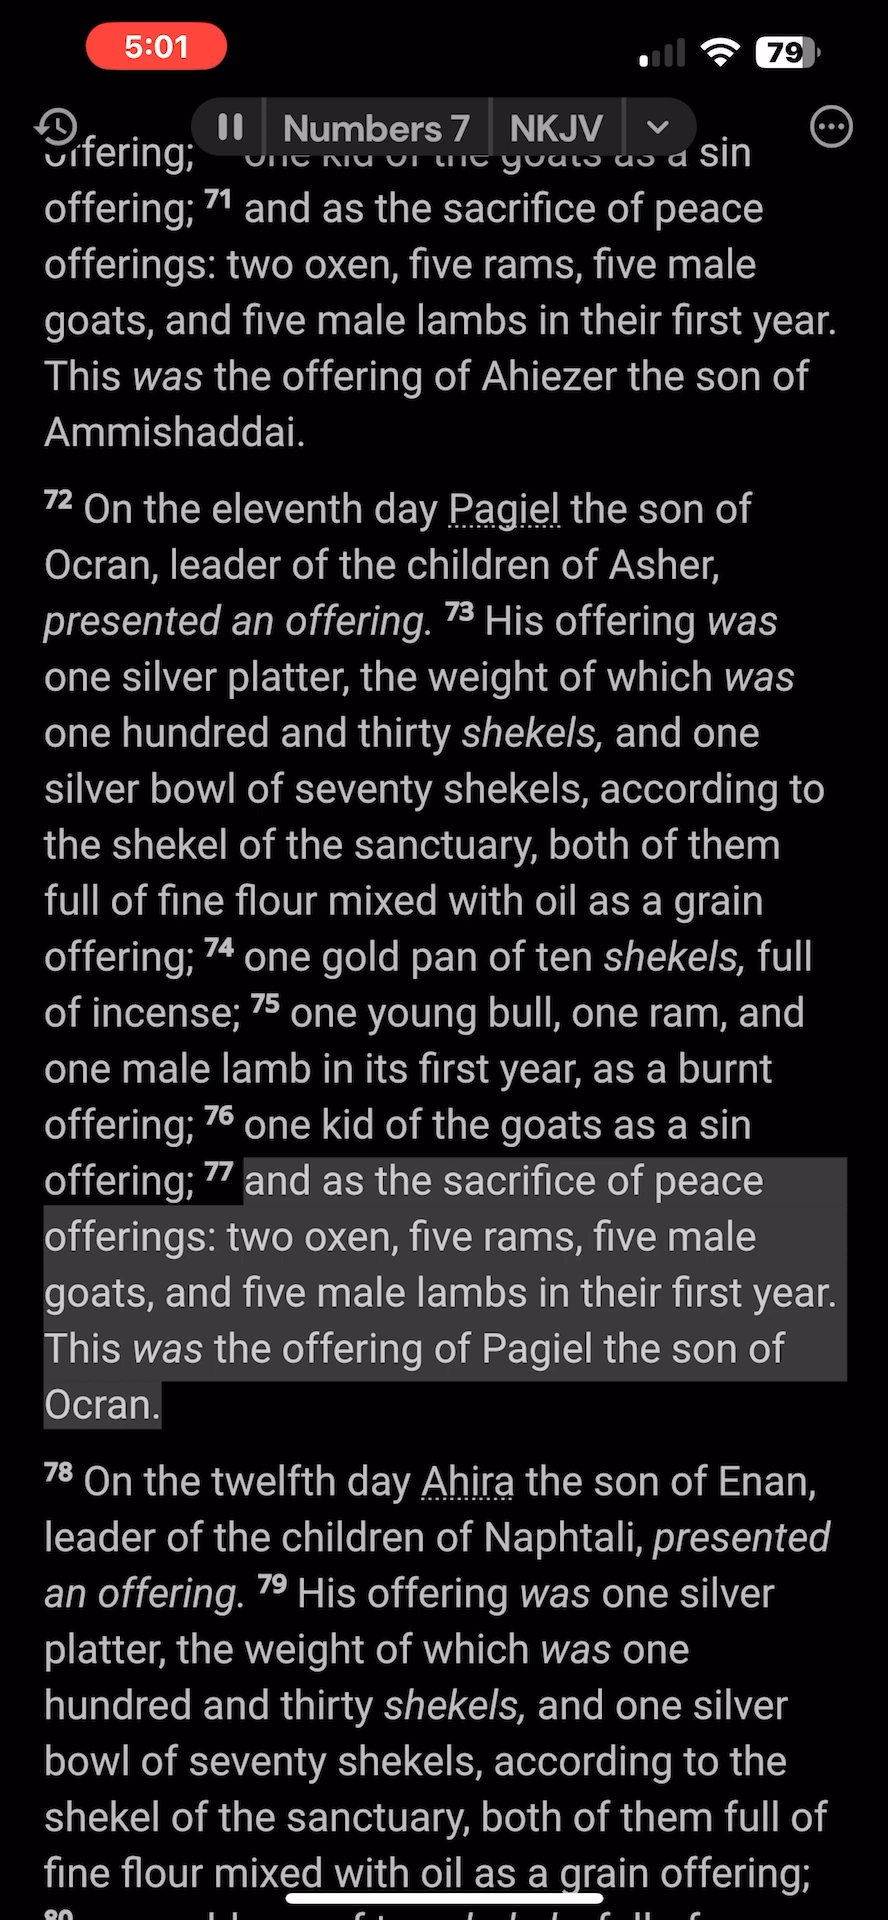 5:01
79
Numbers 7 NKJV
offering; one kid of the goats as a sin
offering; 71 and as the sacrifice of peace
offerings: two oxen, five rams, five male
goats, and five male lambs in their first year.
This was the offering of Ahiezer the son of
Ammishaddai.
72 On the eleventh day Pagiel the son of
Ocran, leader of the children of Asher,
presented an offering. 73 His offering was
one silver platter, the weight of which was
one hundred and thirty shekels, and one
silver bowl of seventy shekels, according to
the shekel of the sanctuary, both of them
full of fine flour mixed with oil as a grain
offering; 74 one gold pan of ten shekels, full
of incense; 75 one young bull, one ram, and
one male lamb in its first year, as a burnt
offering; 76 one kid of the goats as a sin
offering; 77 and as the sacrifice of peace
offerings: two oxen, five rams, five male
goats, and five male lambs in their first year.
This was the offering of Pagiel the son of
Ocran.
78 On the twelfth day Ahira the son of Enan,
leader of the children of Naphtali, presented
an offering. 79 His offering was one silver
platter, the weight of which was one
hundred and thirty shekels, and one silver
bowl of seventy shekels, according to the
shekel of the sanctuary, both of them full of
fine flour mixed with oil as a grain offering;
80